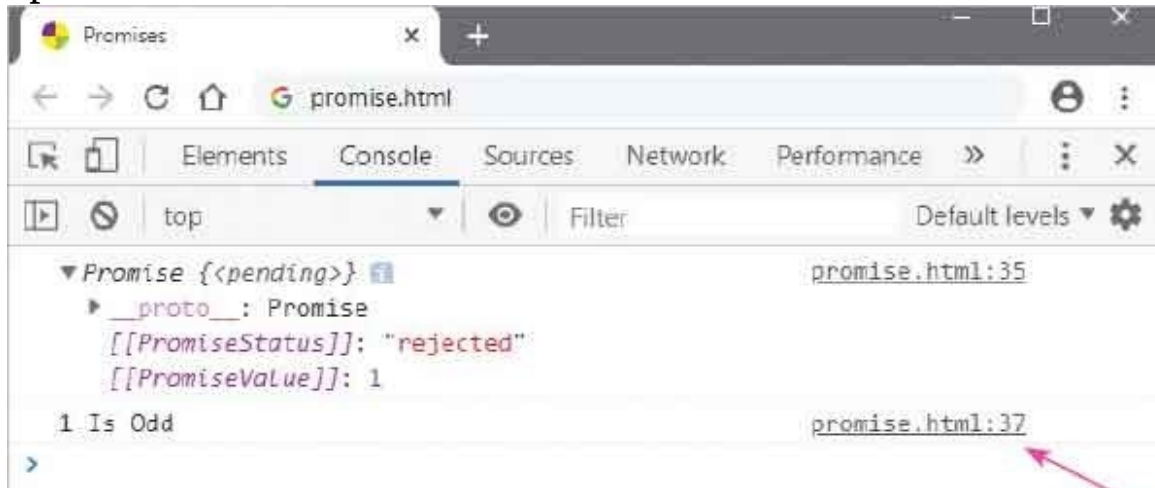 Promises
promise.html
Elements Console Sources Network Performance »
top Filter Default levels
Promise {<pending>}
promise.html:35
__proto__: Promise
[[PromiseStatus]]: "rejected"
[[PromiseValue]]: 1
1 Is Odd promise.html:37
>